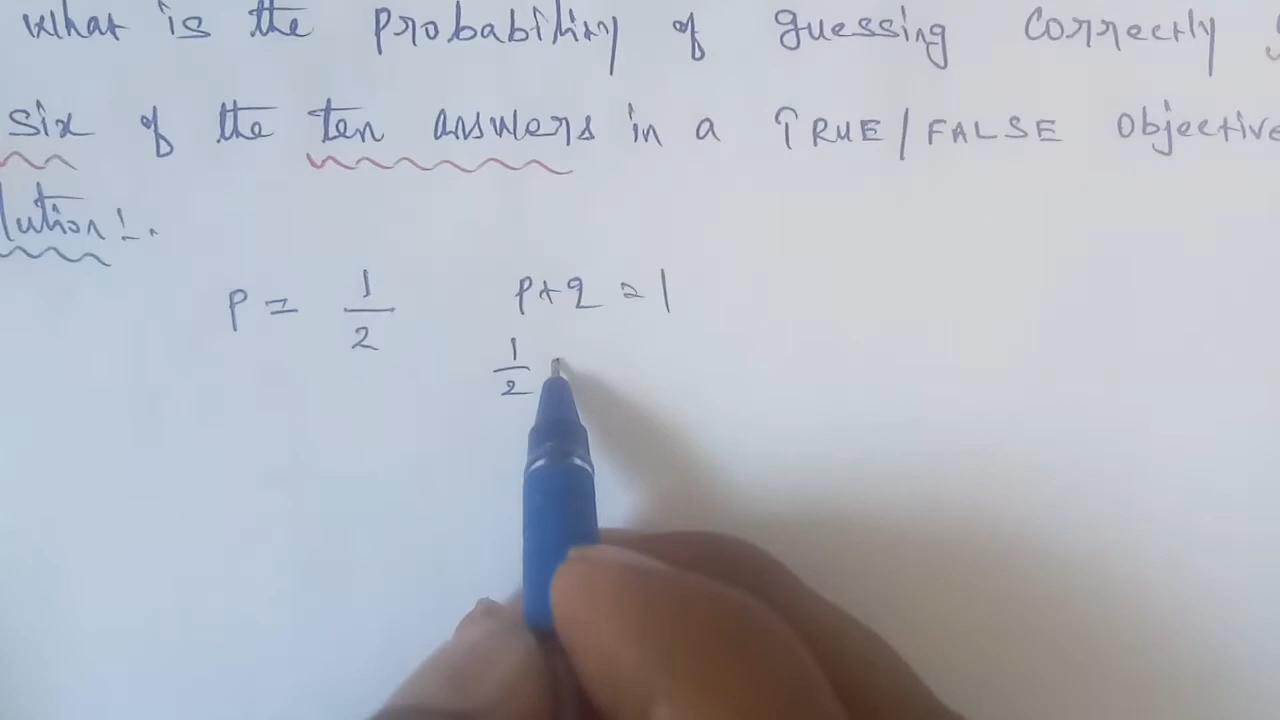 What is the probability of guessing correctly
six of the ten answers in a TRUE/FALSE Objective
lution:.
P = 1/2 P+q = 1
1/2